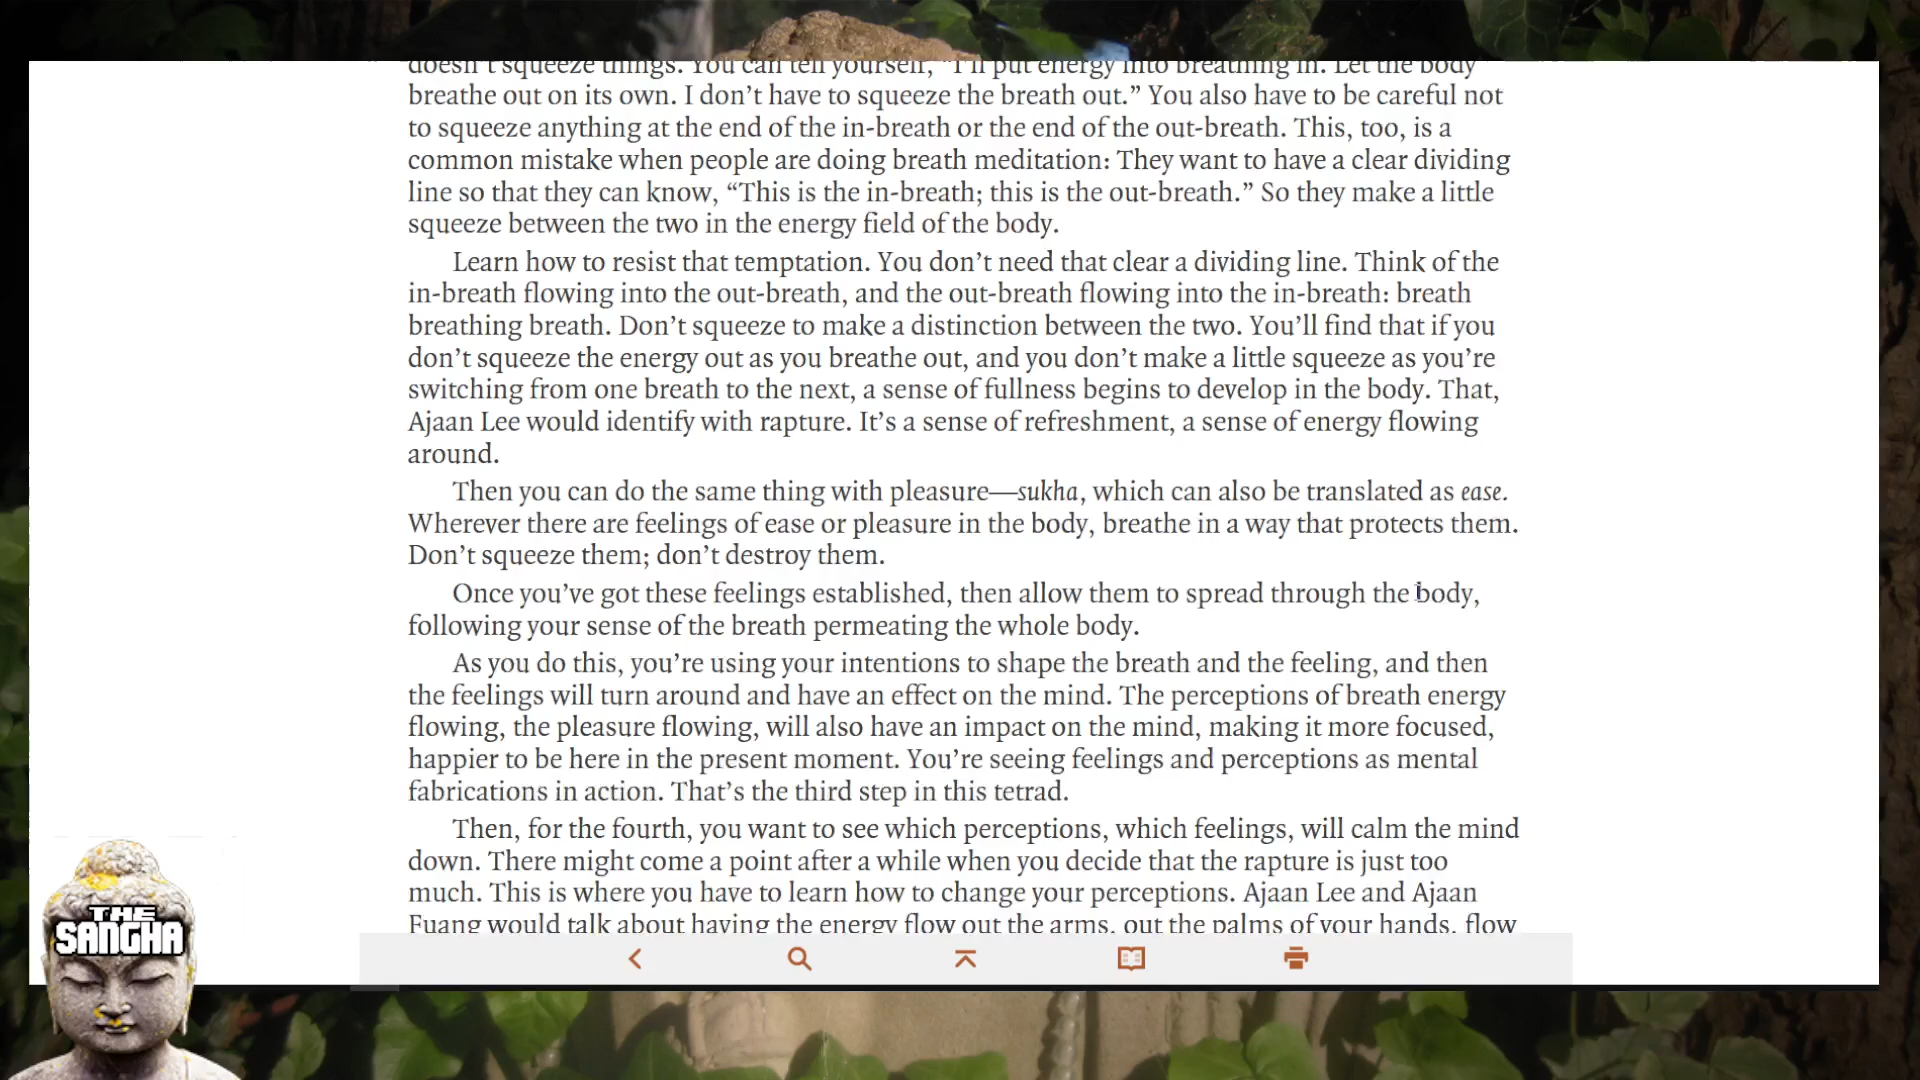 doesn't squeeze things. You can tell yourself, "I'll put energy into breathing in. Let the body
breathe out on its own. I don't have to squeeze the breath out." You also have to be careful not
to squeeze anything at the end of the in-breath or the end of the out-breath. This, too, is a
common mistake when people are doing breath meditation: They want to have a clear dividing
line so that they can know, “This is the in-breath; this is the out-breath.” So they make a little
squeeze between the two in the energy field of the body.
Learn how to resist that temptation. You don’t need that clear a dividing line. Think of the
in-breath flowing into the out-breath, and the out-breath flowing into the in-breath: breath
breathing breath. Don’t squeeze to make a distinction between the two. You’ll find that if you
don’t squeeze the energy out as you breathe out, and you don’t make a little squeeze as you’re
switching from one breath to the next, a sense of fullness begins to develop in the body. That,
Ajaan Lee would identify with rapture. It’s a sense of refreshment, a sense of energy flowing
around.
Then you can do the same thing with pleasure—sukha, which can also be translated as ease.
Wherever there are feelings of ease or pleasure in the body, breathe in a way that protects them.
Don’t squeeze them; don’t destroy them.
Once you’ve got these feelings established, then allow them to spread through the body,
following your sense of the breath permeating the whole body.
As you do this, you’re using your intentions to shape the breath and the feeling, and then
the feelings will turn around and have an effect on the mind. The perceptions of breath energy
flowing, the pleasure flowing, will also have an impact on the mind, making it more focused,
happier to be here in the present moment. You’re seeing feelings and perceptions as mental
fabrications in action. That’s the third step in this tetrad.
Then, for the fourth, you want to see which perceptions, which feelings, will calm the mind
down. There might come a point after a while when you decide that the rapture is just too
much. This is where you have to learn how to change your perceptions. Ajaan Lee and Ajaan
Fuang would talk about having the energy flow out the arms, out the palms of your hands, flow
THE
SANGHA